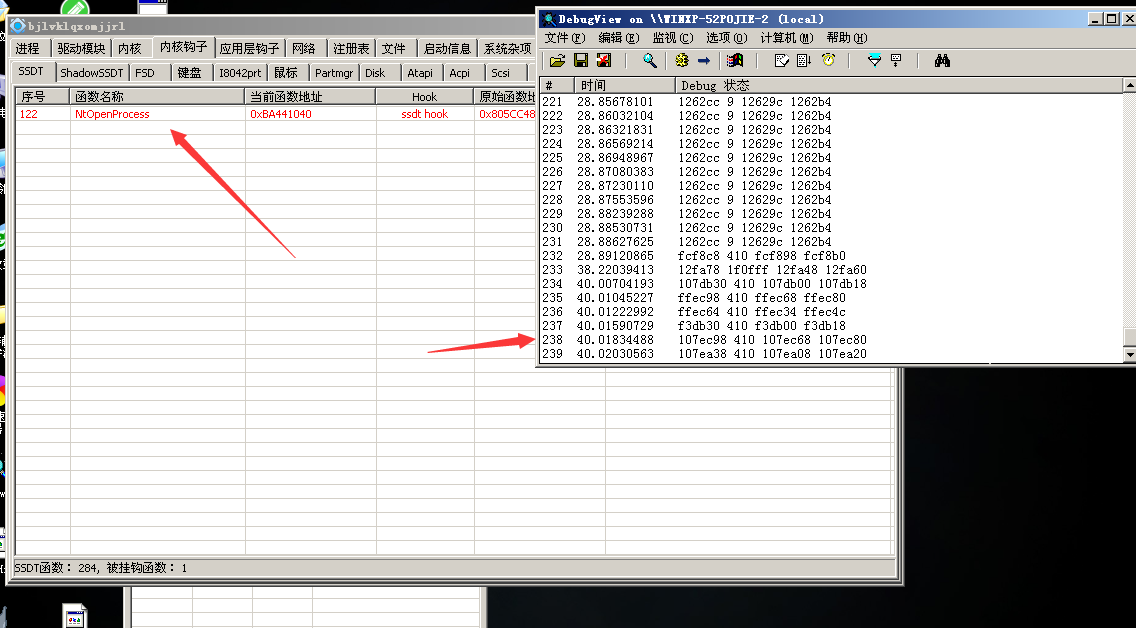 bjlvklqxomjjrl
进程 驱动模块 内核 内核钩子 应用层钩子 网络 注册表 文件 启动信息 系统杂项
SSDT ShadowSSDT FSD 键盘 I8042prt 鼠标 Partmgr Disk Atapi Acpi Scsi
序号 函数名称 当前函数地址 Hook 原始函数地
122 NtOpenProcess 0xBA441040 ssdt hook 0x805CC48
SSDT函数: 284, 被挂钩函数: 1
DebugView on \\WINXP-52POJIE-2 (local)
文件(F) 编辑(E) 监视(C) 选项(O) 计算机(M) 帮助(H)
# 时间 Debug 状态
221 28.85678101 1262cc 9 12629c 1262b4
222 28.86032104 1262cc 9 12629c 1262b4
223 28.86321831 1262cc 9 12629c 1262b4
224 28.86569214 1262cc 9 12629c 1262b4
225 28.86948967 1262cc 9 12629c 1262b4
226 28.87080383 1262cc 9 12629c 1262b4
227 28.87230110 1262cc 9 12629c 1262b4
228 28.87553596 1262cc 9 12629c 1262b4
229 28.88239288 1262cc 9 12629c 1262b4
230 28.88530731 1262cc 9 12629c 1262b4
231 28.88627625 1262cc 9 12629c 1262b4
232 28.89120865 fcf8c8 410 fcf898 fcf8b0
233 38.22039413 12fa78 1f0fff 12fa48 12fa60
234 40.00704193 107db30 410 107db00 107db18
235 40.01045227 ffec98 410 ffec68 ffec80
236 40.01222992 ffec64 410 ffec34 ffec4c
237 40.01590729 f3db30 410 f3db00 f3db18
238 40.01834488 107ec98 410 107ec68 107ec80
239 40.02030563 107ea38 410 107ea08 107ea20